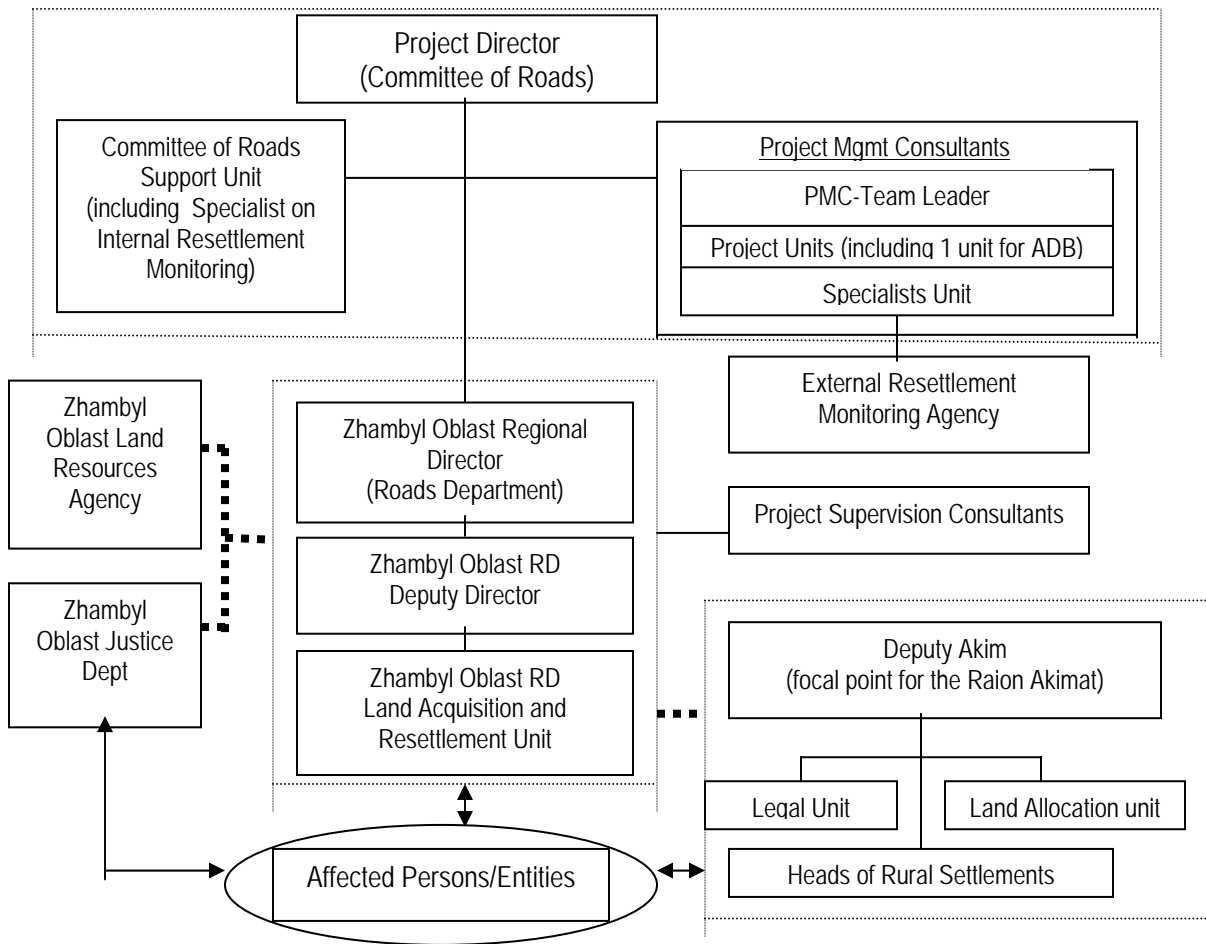 Project Director
(Committee of Roads)
Committee of Roads
Support Unit
(including Specialist on
Internal Resettlement
Monitoring)
Project Mgmt Consultants
PMC-Team Leader
Project Units (including 1 unit for ADB)
Specialists Unit
External Resettlement
Monitoring Agency
Zhambyl
Oblast Land
Resources
Agency
Zhambyl Oblast Regional
Director
(Roads Department)
Project Supervision Consultants
Zhambyl Oblast RD
Deputy Director
Zhambyl
Oblast Justice
Dept
Zhambyl Oblast RD
Land Acquisition and
Resettlement Unit
Deputy Akim
(focal point for the Raion Akimat)
Legal Unit
Land Allocation unit
Heads of Rural Settlements
Affected Persons/Entities